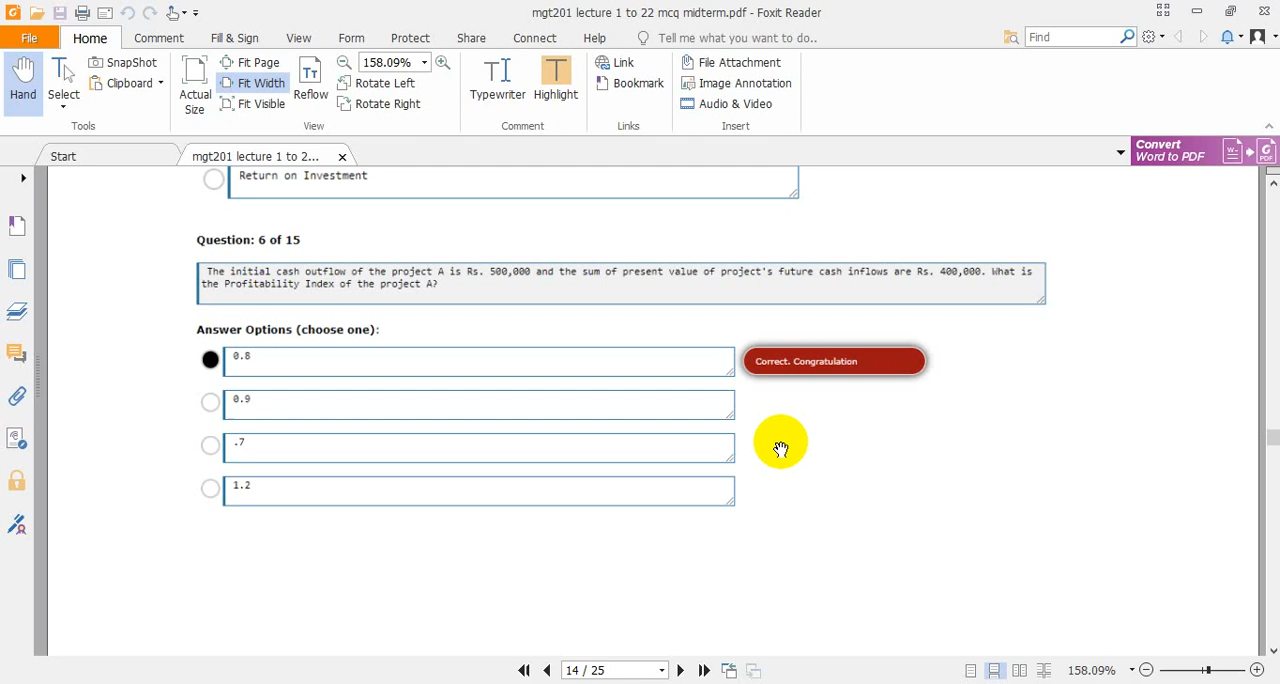 mgt201 lecture 1 to 22 mcq midterm.pdf - Foxit Reader
File Home Comment Fill & Sign View Form Protect Share Connect Help Tell me what you want to do.. Find
Hand
Select
SnapShot
Clipboard
Tools
Actual Size
Fit Page
Fit Width
Fit Visible
Reflow
158.09%
Rotate Left
Rotate Right
View
Typewriter
Highlight
Comment
Link
Bookmark
Links
File Attachment
Image Annotation
Audio & Video
Insert
Start
mgt201 lecture 1 to 2...
Convert
Word to PDF
PDF
Return on Investment
Question: 6 of 15
The initial cash outflow of the project A is Rs. 500,000 and the sum of present value of project's future cash inflows are Rs. 400,000. What is
the Profitability Index of the project A?
Answer Options (choose one):
0.8
Correct. Congratulation
0.9
.7
1.2
14 / 25
158.09%